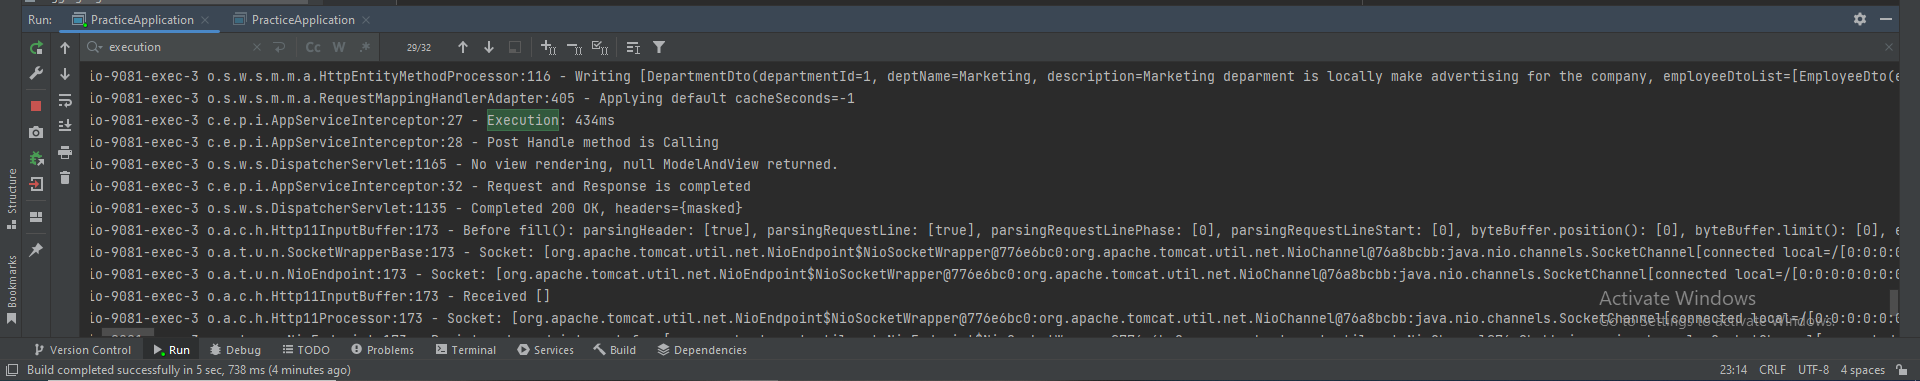 Run: PracticeApplication × PracticeApplication ×
execution × Cc W .* 29/32
io-9081-exec-3 o.s.w.s.m.m.a.HttpEntityMethodProcessor:116 - Writing [DepartmentDto(departmentId=1, deptName=Marketing, description=Marketing deparment is locally make advertising for the company, employeeDtoList=[EmployeeDto(e
io-9081-exec-3 o.s.w.s.m.m.a.RequestMappingHandlerAdapter:405 - Applying default cacheSeconds=-1
io-9081-exec-3 c.e.p.i.AppServiceInterceptor:27 - Execution: 434ms
io-9081-exec-3 c.e.p.i.AppServiceInterceptor:28 - Post Handle method is Calling
io-9081-exec-3 o.s.w.s.DispatcherServlet:1165 - No view rendering, null ModelAndView returned.
io-9081-exec-3 c.e.p.i.AppServiceInterceptor:32 - Request and Response is completed
io-9081-exec-3 o.s.w.s.DispatcherServlet:1135 - Completed 200 OK, headers={masked}
io-9081-exec-3 o.a.c.h.Http11InputBuffer:173 - Before fill(): parsingHeader: [true], parsingRequestLine: [true], parsingRequestLinePhase: [0], parsingRequestLineStart: [0], byteBuffer.position(): [0], byteBuffer.limit(): [0], e
io-9081-exec-3 o.a.t.u.n.SocketWrapperBase:173 - Socket: [org.apache.tomcat.util.net.NioEndpoint$NioSocketWrapper@776e6bc0:org.apache.tomcat.util.net.NioChannel@76a8bcbb:java.nio.channels.SocketChannel[connected local=/[0:0:0:0:0:0
io-9081-exec-3 o.a.t.u.n.NioEndpoint:173 - Socket: [org.apache.tomcat.util.net.NioEndpoint$NioSocketWrapper@776e6bc0:org.apache.tomcat.util.net.NioChannel@76a8bcbb:java.nio.channels.SocketChannel[connected local=/[0:0:0:0:0:0
io-9081-exec-3 o.a.c.h.Http11InputBuffer:173 - Received []
io-9081-exec-3 o.a.c.h.Http11Processor:173 - Socket: [org.apache.tomcat.util.net.NioEndpoint$NioSocketWrapper@776e6bc0:org.apache.tomcat.util.net.NioChannel@76a8bcbb:java.nio.channels.SocketChannel[connected local=/[0:0:0:0:0:0
Activate Windows
Go to Settings to activate Windows.
Structure
Bookmarks
Version Control Run Debug TODO Problems Terminal Services Build Dependencies
Build completed successfully in 5 sec, 738 ms (4 minutes ago) 23:14 CRLF UTF-8 4 spaces